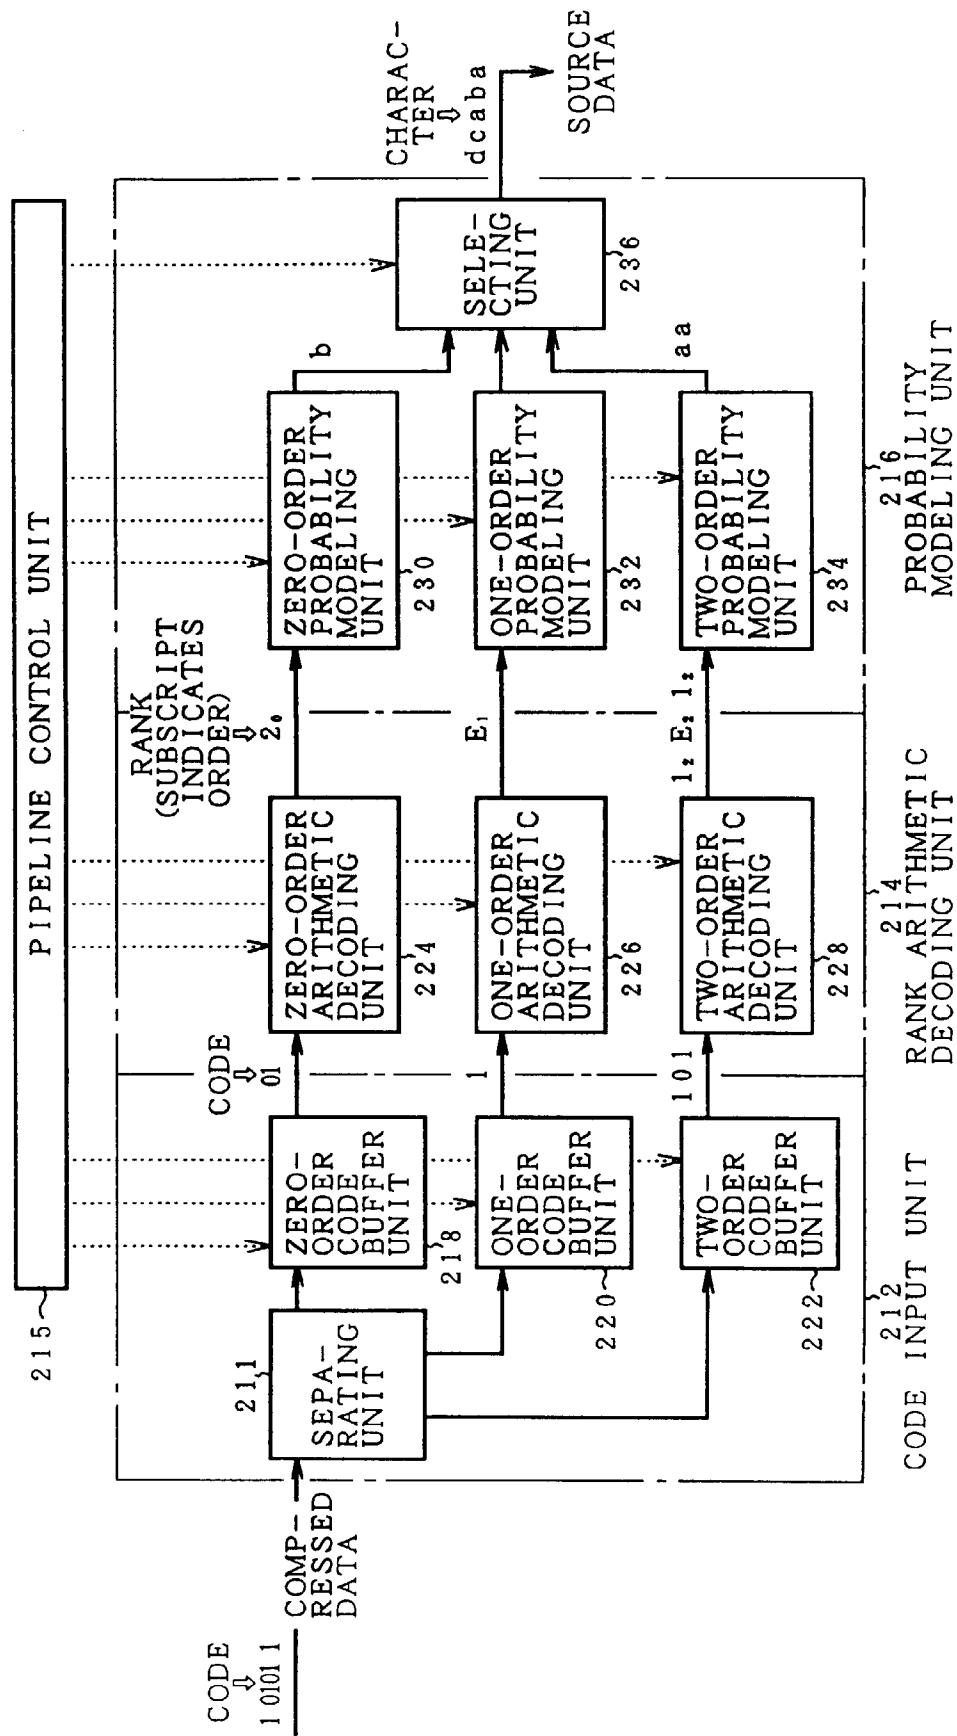 PIPELINE CONTROL UNIT
215
CODE
⇩
101011
COMP-
RESSED
DATA
211
SEPA-
RATING
UNIT
ZERO-
ORDER
CODE
BUFFER
UNIT
218
ONE-
ORDER
CODE
BUFFER
UNIT
220
TWO-
ORDER
CODE
BUFFER
UNIT
222
212
CODE INPUT UNIT
CODE
⇩
01
1
101
ZERO-ORDER
ARITHMETIC
DECODING
UNIT
224
ONE-ORDER
ARITHMETIC
DECODING
UNIT
226
TWO-ORDER
ARITHMETIC
DECODING
UNIT
228
214
RANK ARITHMETIC
DECODING UNIT
RANK
(SUBSCRIPT
INDICATES
ORDER)
⇩
2₀
E₁
1₂ E₂ 1₂
ZERO-ORDER
PROBABILITY
MODELING
UNIT
230
ONE-ORDER
PROBABILITY
MODELING
UNIT
232
TWO-ORDER
PROBABILITY
MODELING
UNIT
234
216
PROBABILITY
MODELING UNIT
b
aa
SELE-
CTING
UNIT
236
CHARAC-
TER
⇩
dcaba
SOURCE
DATA